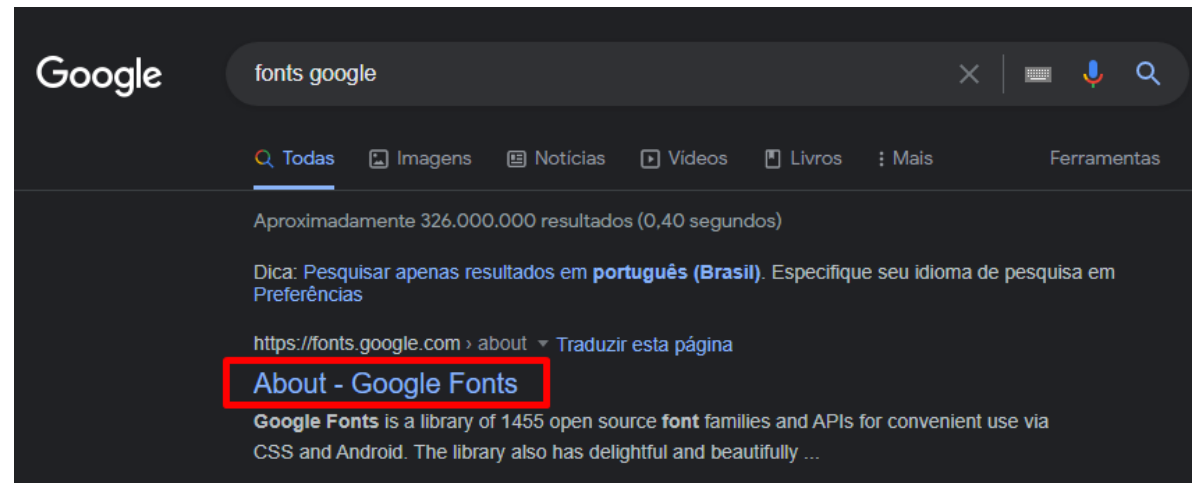 Google
fonts google
Todas Imagens Notícias Vídeos Livros Mais Ferramentas
Aproximadamente 326.000.000 resultados (0,40 segundos)
Dica: Pesquisar apenas resultados em português (Brasil). Especifique seu idioma de pesquisa em
Preferências
https://fonts.google.com › about Traduzir esta página
About - Google Fonts
Google Fonts is a library of 1455 open source font families and APIs for convenient use via
CSS and Android. The library also has delightful and beautifully ...